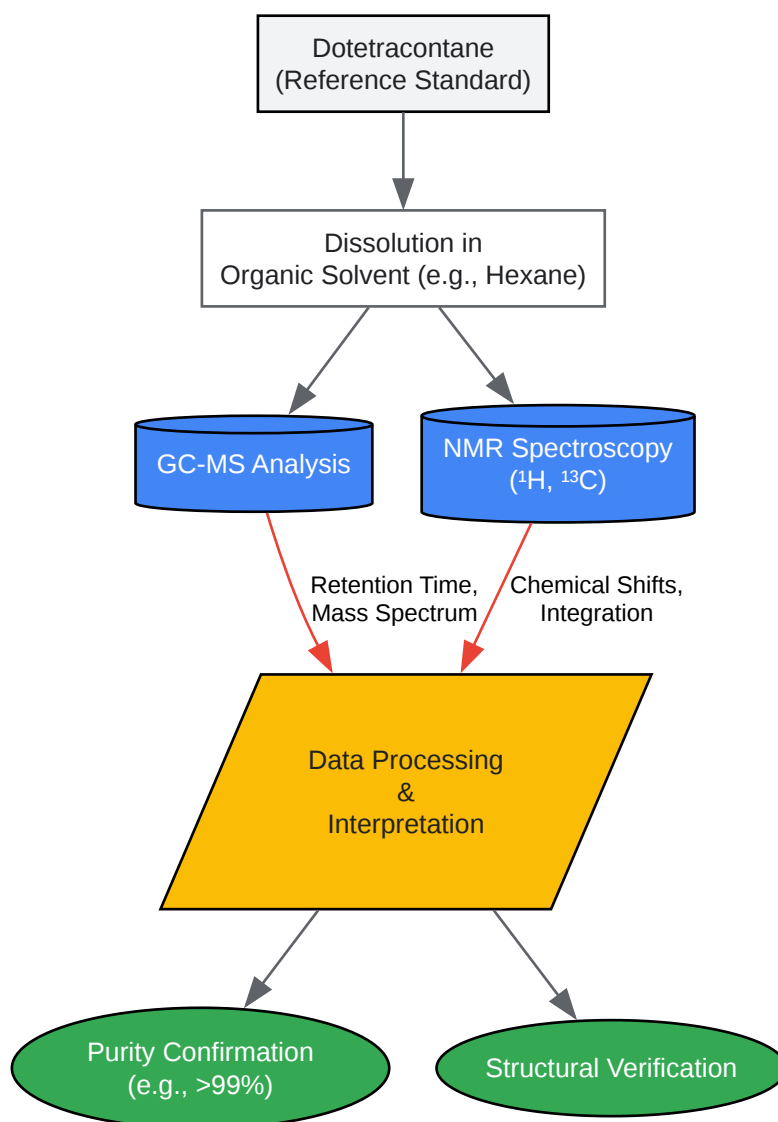 Dotetracontane
(Reference Standard)
Dissolution in
Organic Solvent (e.g., Hexane)
GC-MS Analysis
NMR Spectroscopy
(¹H, ¹³C)
Retention Time,
Mass Spectrum
Chemical Shifts,
Integration
Data Processing
&
Interpretation
Purity Confirmation
(e.g., >99%)
Structural Verification